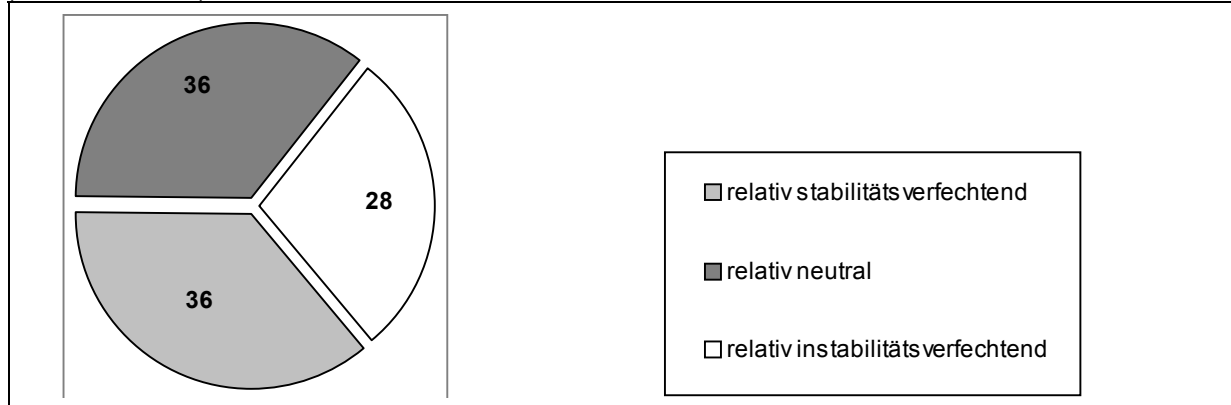 36
28
36
relativ stabilitätsverfechtend
relativ neutral
relativ instabilitätsverfechtend